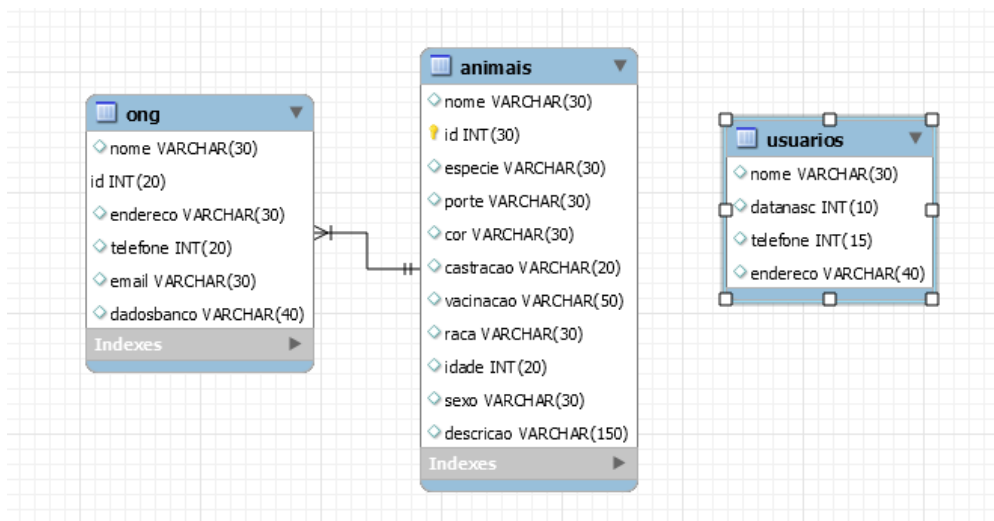 ong
nome VARCHAR(30)
id INT(20)
endereco VARCHAR(30)
telefone INT(20)
email VARCHAR(30)
dadosbanco VARCHAR(40)
Indexes
animais
nome VARCHAR(30)
id INT(30)
especie VARCHAR(30)
porte VARCHAR(30)
cor VARCHAR(30)
castracao VARCHAR(20)
vacinacao VARCHAR(50)
raca VARCHAR(30)
idade INT(20)
sexo VARCHAR(30)
descricao VARCHAR(150)
Indexes
usuarios
nome VARCHAR(30)
datanasc INT(10)
telefone INT(15)
endereco VARCHAR(40)